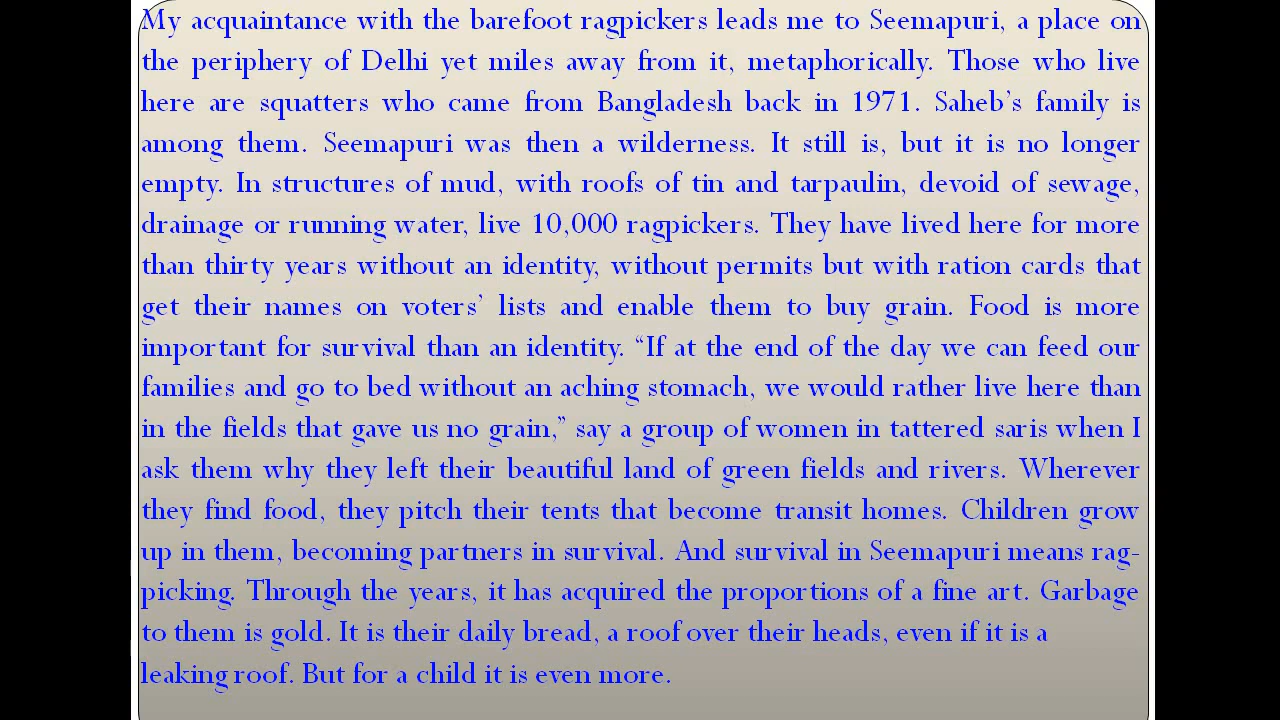 My acquaintance with the barefoot ragpickers leads me to Seemapuri, a place on
the periphery of Delhi yet miles away from it, metaphorically. Those who live
here are squatters who came from Bangladesh back in 1971. Saheb’s family is
among them. Seemapuri was then a wilderness. It still is, but it is no longer
empty. In structures of mud, with roofs of tin and tarpaulin, devoid of sewage,
drainage or running water, live 10,000 ragpickers. They have lived here for more
than thirty years without an identity, without permits but with ration cards that
get their names on voters’ lists and enable them to buy grain. Food is more
important for survival than an identity. “If at the end of the day we can feed our
families and go to bed without an aching stomach, we would rather live here than
in the fields that gave us no grain,” say a group of women in tattered saris when I
ask them why they left their beautiful land of green fields and rivers. Wherever
they find food, they pitch their tents that become transit homes. Children grow
up in them, becoming partners in survival. And survival in Seemapuri means rag-
picking. Through the years, it has acquired the proportions of a fine art. Garbage
to them is gold. It is their daily bread, a roof over their heads, even if it is a
leaking roof. But for a child it is even more.